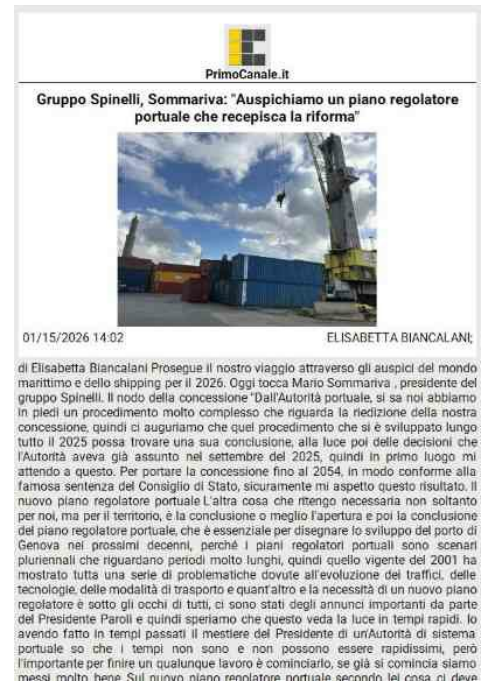 PrimoCanale.it
Gruppo Spinelli, Sommariva: "Auspichiamo un piano regolatore
portuale che recepisca la riforma"
01/15/2026 14:02
ELISABETTA BIANCALANI;
di Elisabetta Biancalani Prosegue il nostro viaggio attraverso gli auspici del mondo
marittimo e dello shipping per il 2026. Oggi tocca Mario Sommariva , presidente del
gruppo Spinelli. Il nodo della concessione "Dall'Autorità portuale, si sa noi abbiamo
in piedi un procedimento molto complesso che riguarda la riedizione della nostra
concessione, quindi ci auguriamo che quel procedimento che si è sviluppato lungo
tutto il 2025 possa trovare una sua conclusione, alla luce poi delle decisioni che
l'Autorità aveva già assunto nel settembre del 2025, quindi in primo luogo mi
attendo a questo. Per portare la concessione fino al 2054, in modo conforme alla
famosa sentenza del Consiglio di Stato, sicuramente mi aspetto questo risultato. Il
nuovo piano regolatore portuale L'altra cosa che ritengo necessaria non soltanto
per noi, ma per il territorio, è la conclusione o meglio l'apertura e poi la conclusione
del piano regolatore portuale, che è essenziale per disegnare lo sviluppo del porto di
Genova nei prossimi decenni, perché i piani regolatori portuali sono scenari
pluriennali che riguardano periodi molto lunghi, quindi quello vigente del 2001 ha
mostrato tutta una serie di problematiche dovute all'evoluzione dei traffici, delle
tecnologie, delle modalità di trasporto e quant'altro e la necessità di un nuovo piano
regolatore è sotto gli occhi di tutti, ci sono stati degli annunci importanti da parte
del Presidente Paroli e quindi speriamo che questo veda la luce in tempi rapidi. Io
avendo fatto in tempi passati il mestiere del Presidente di un'Autorità di sistema
portuale so che i tempi non sono e non possono essere rapidissimi, però
l'importante per finire un qualunque lavoro è cominciarlo, se già si comincia siamo
messi molto bene. Sul nuovo piano regolatore portuale secondo lei cosa ci deve